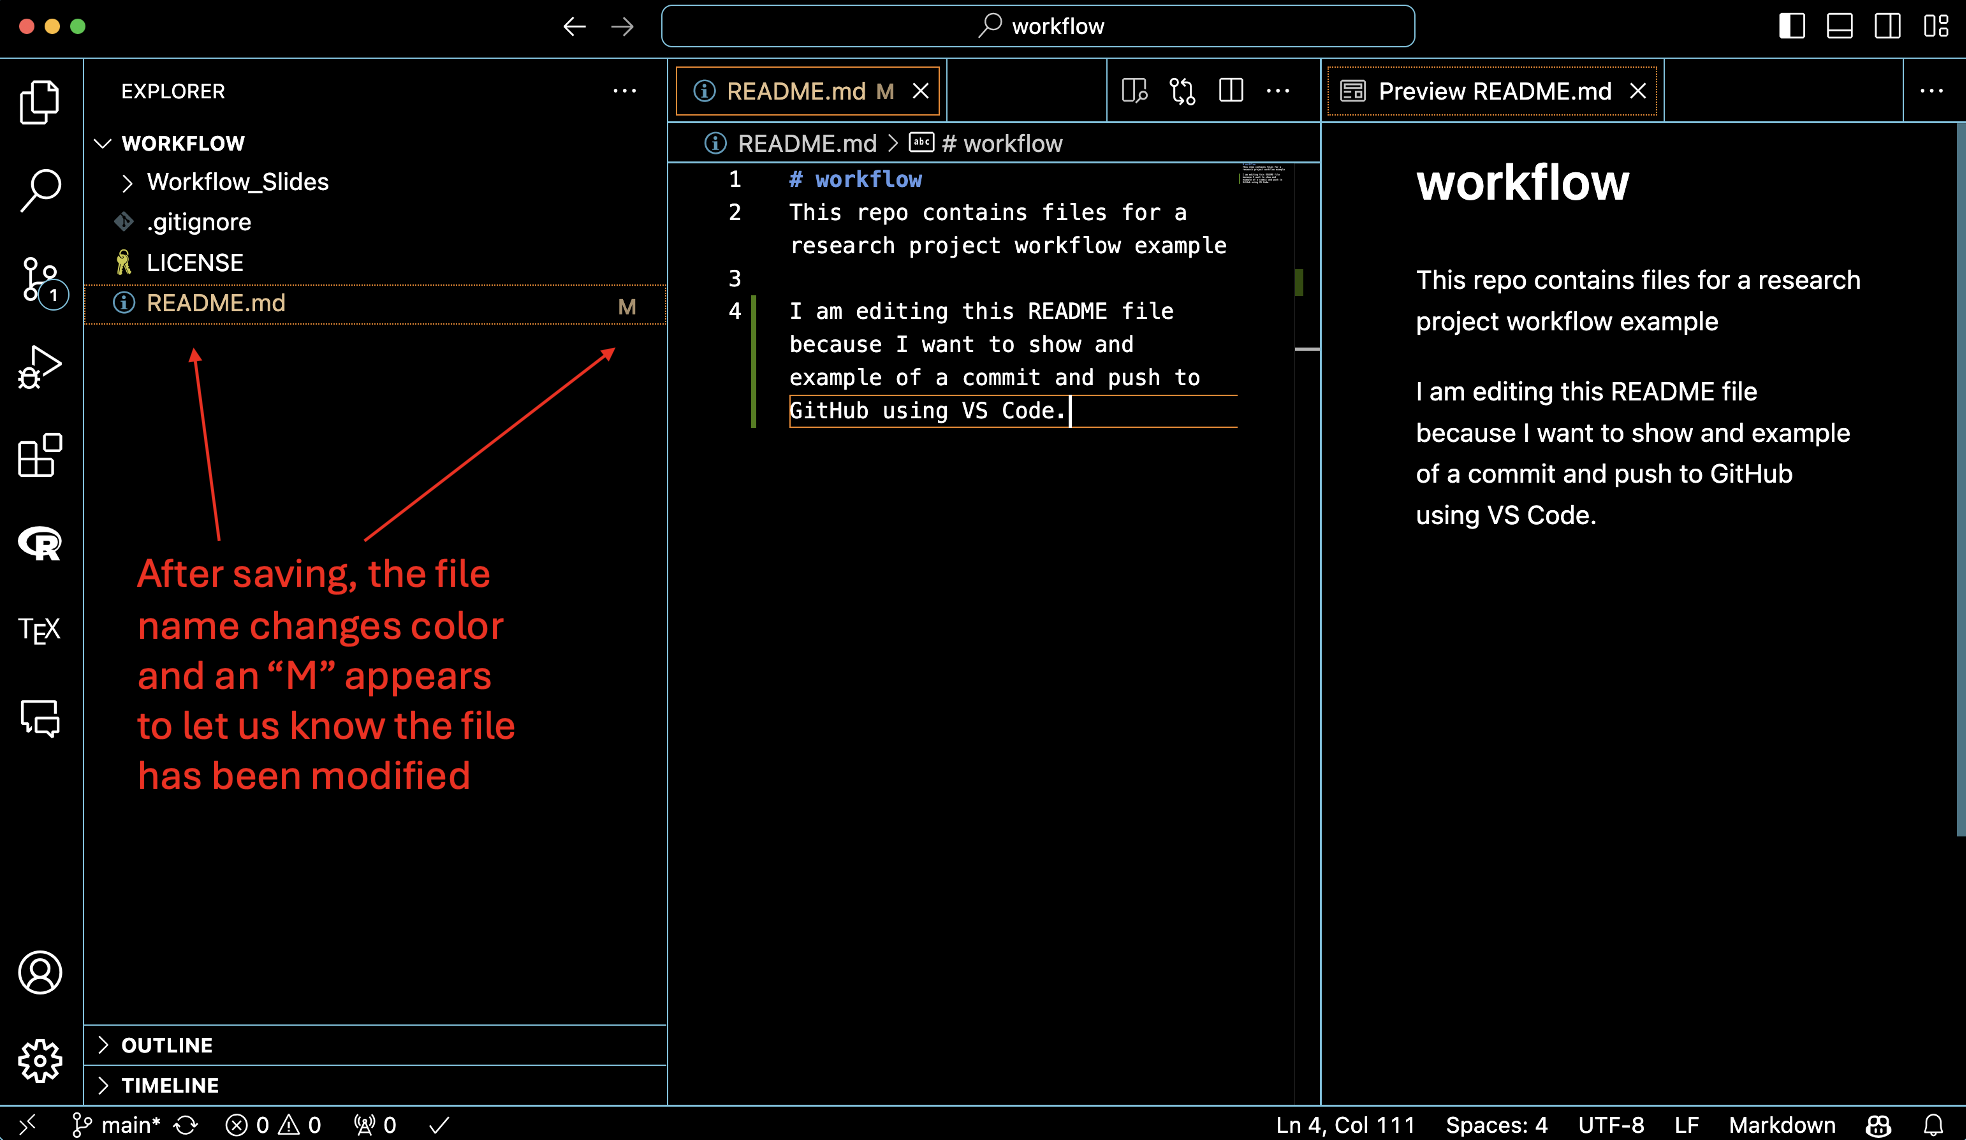 workflow
EXPLORER
WORKFLOW
Workflow_Slides
.gitignore
LICENSE
README.md M
1
TEX
After saving, the file
name changes color
and an “M” appears
to let us know the file
has been modified
OUTLINE
TIMELINE
README.md M
README.md > abc # workflow
1 # workflow
2 This repo contains files for a
research project workflow example
3
4 I am editing this README file
because I want to show and
example of a commit and push to
GitHub using VS Code.
Preview README.md
workflow
This repo contains files for a research
project workflow example
I am editing this README file
because I want to show and example
of a commit and push to GitHub
using VS Code.
main* 0 0 0 Ln 4, Col 111 Spaces: 4 UTF-8 LF Markdown